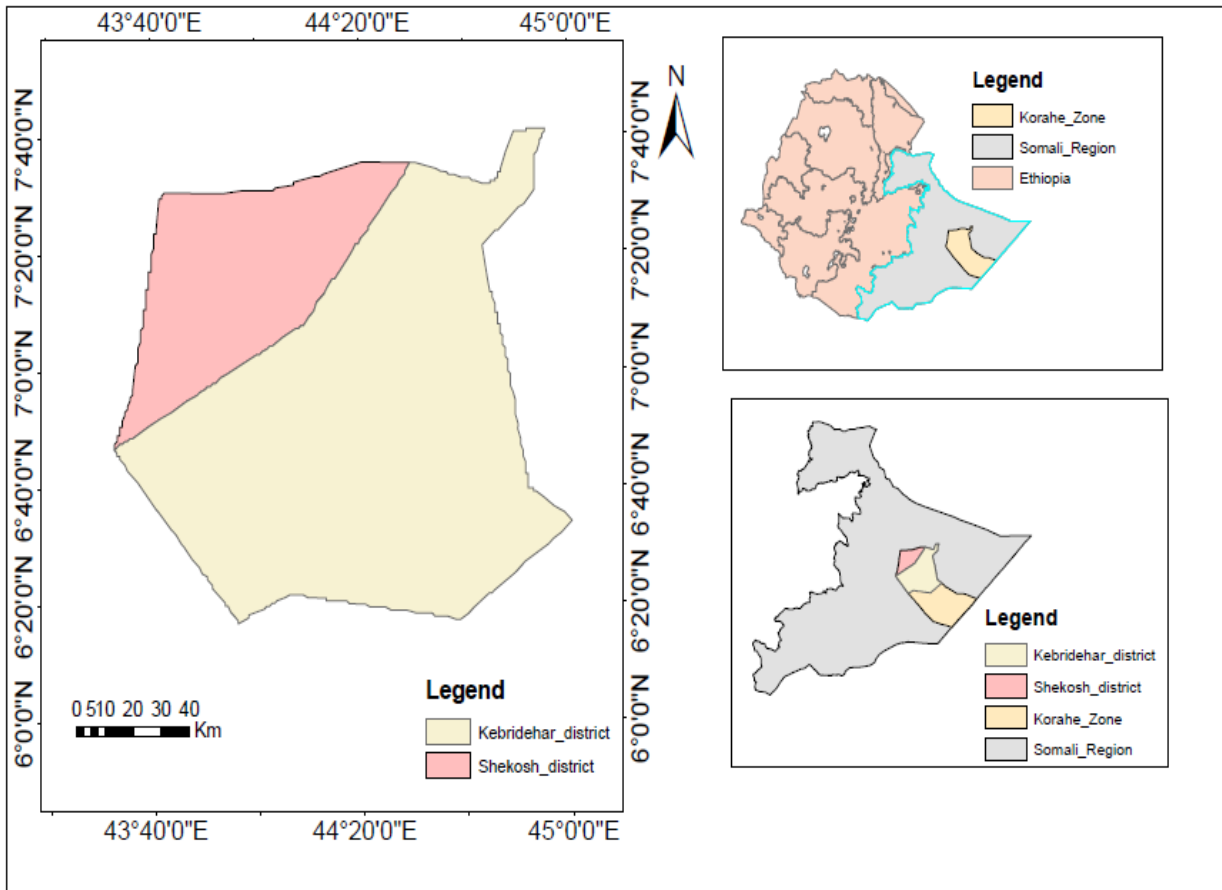 43°40'0"E 44°20'0"E 45°0'0"E
7°40'0"N
7°20'0"N
7°0'0"N
6°40'0"N
6°20'0"N
6°0'0"N
7°40'0"N
7°20'0"N
7°0'0"N
6°40'0"N
6°20'0"N
6°0'0"N
N
Legend
Kebridehar_district
Shekosh_district
0 5 10 20 30 40
Km
43°40'0"E 44°20'0"E 45°0'0"E
Legend
Korahe_Zone
Somali_Region
Ethiopia
Legend
Kebridehar_district
Shekosh_district
Korahe_Zone
Somali_Region